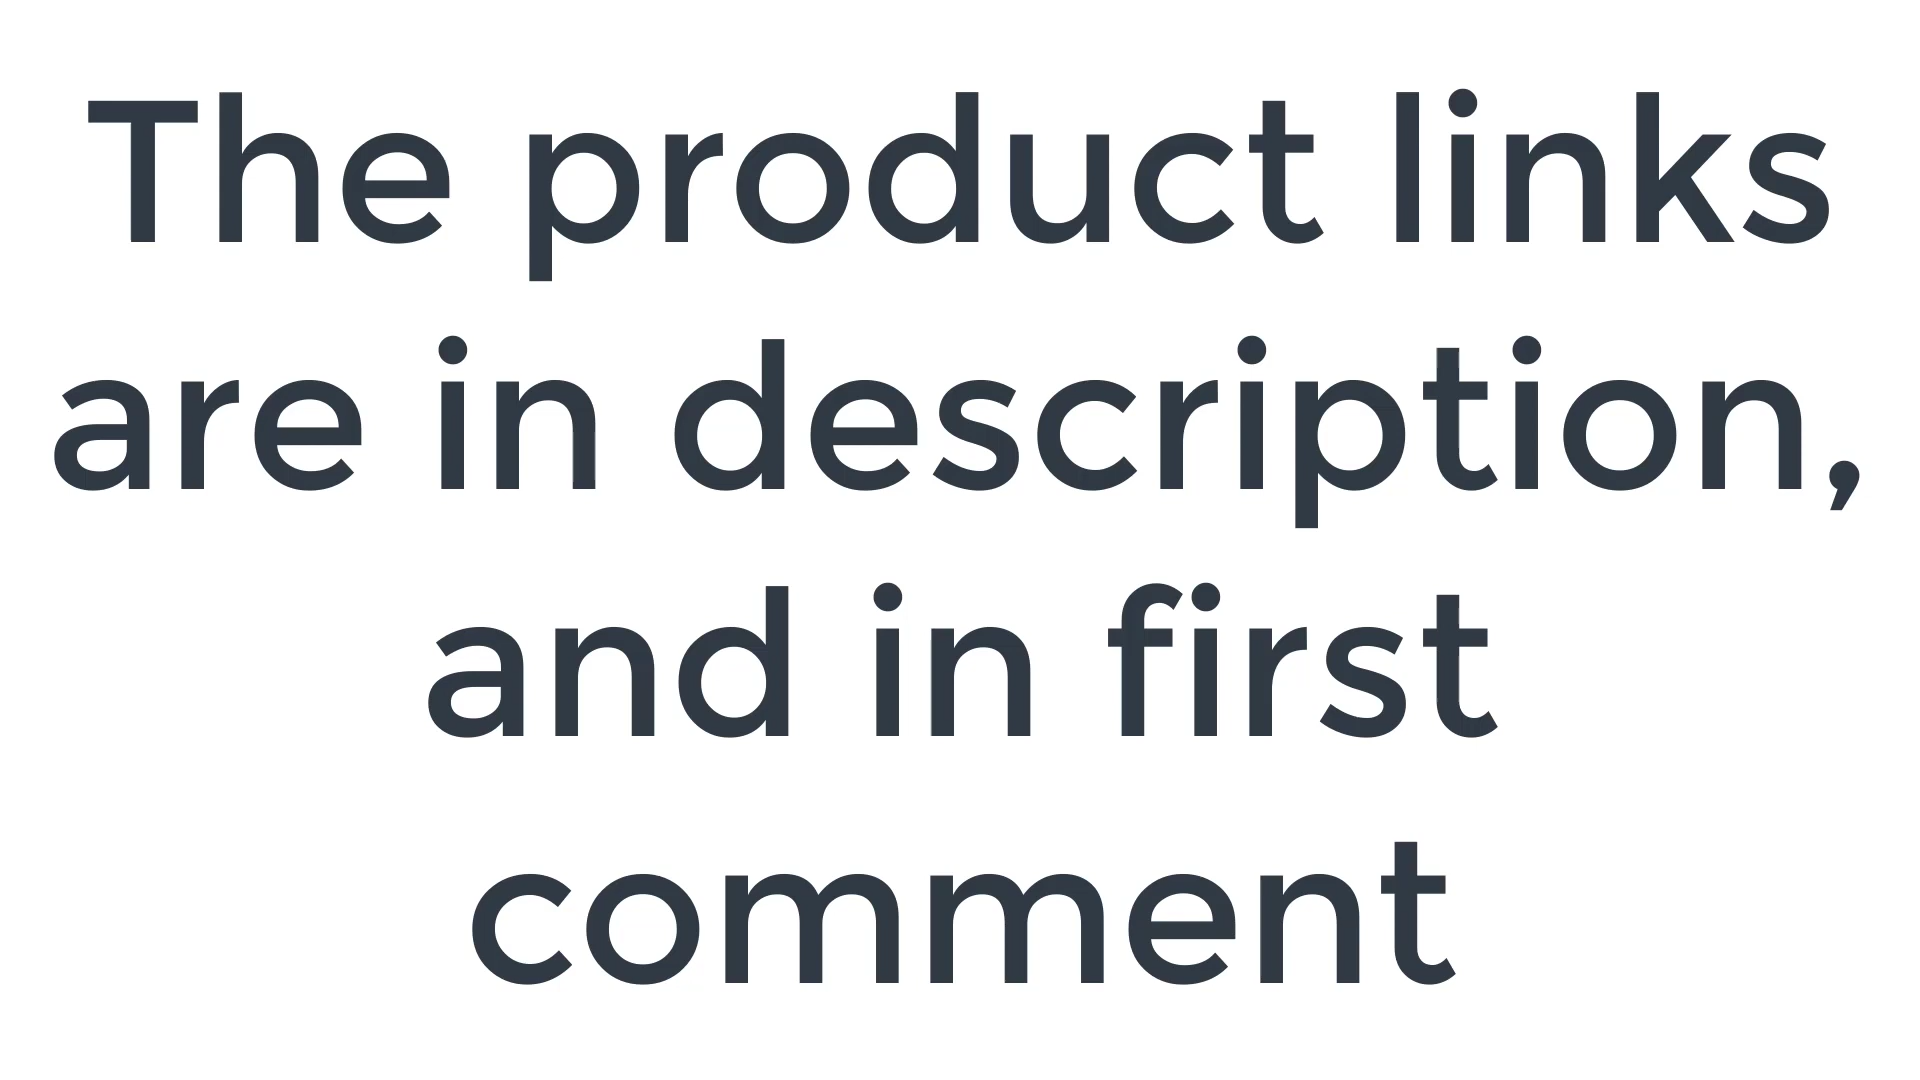 The product links
are in description,
and in first
comment